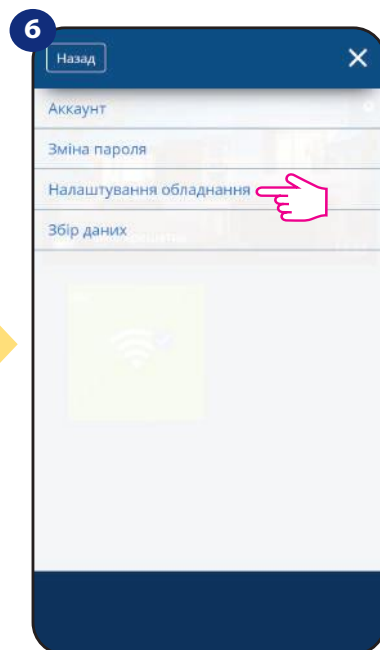 6
Назад
Аккаунт
Зміна пароля
Налаштування обладнання
Збір даних